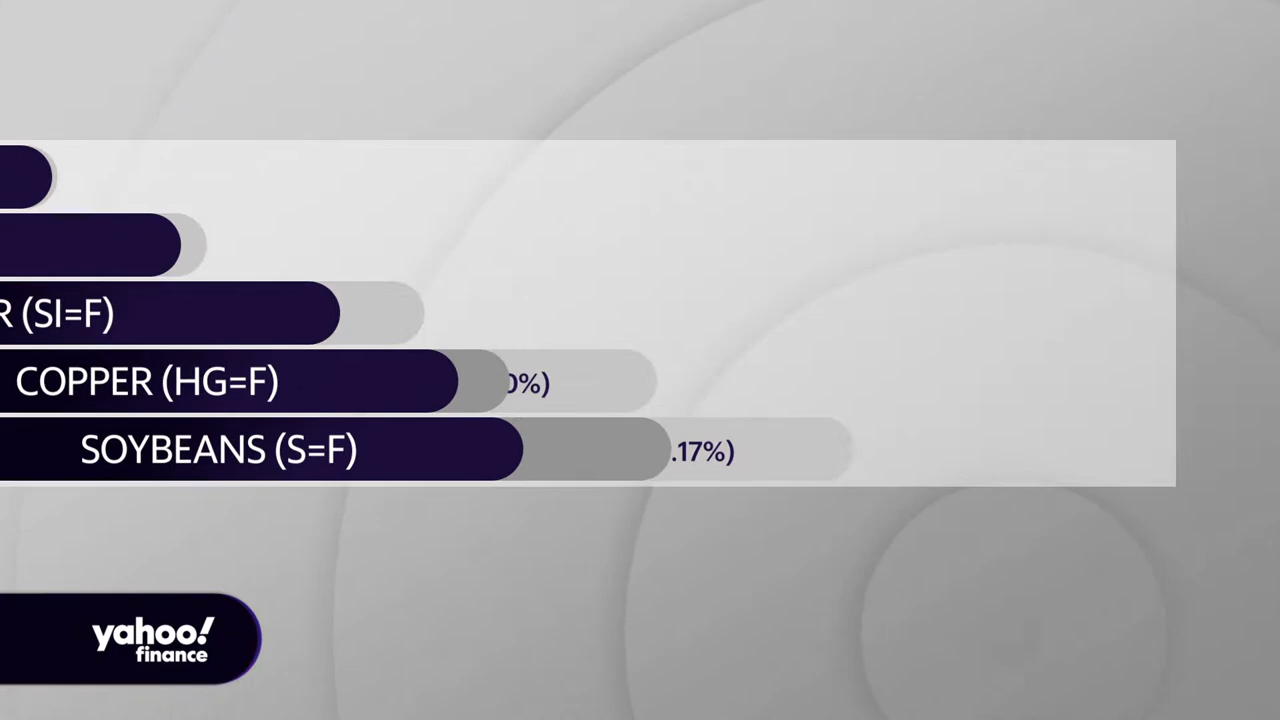 R (SI=F)
COPPER (HG=F) 0%)
SOYBEANS (S=F) .17%)
yahoo!
finance